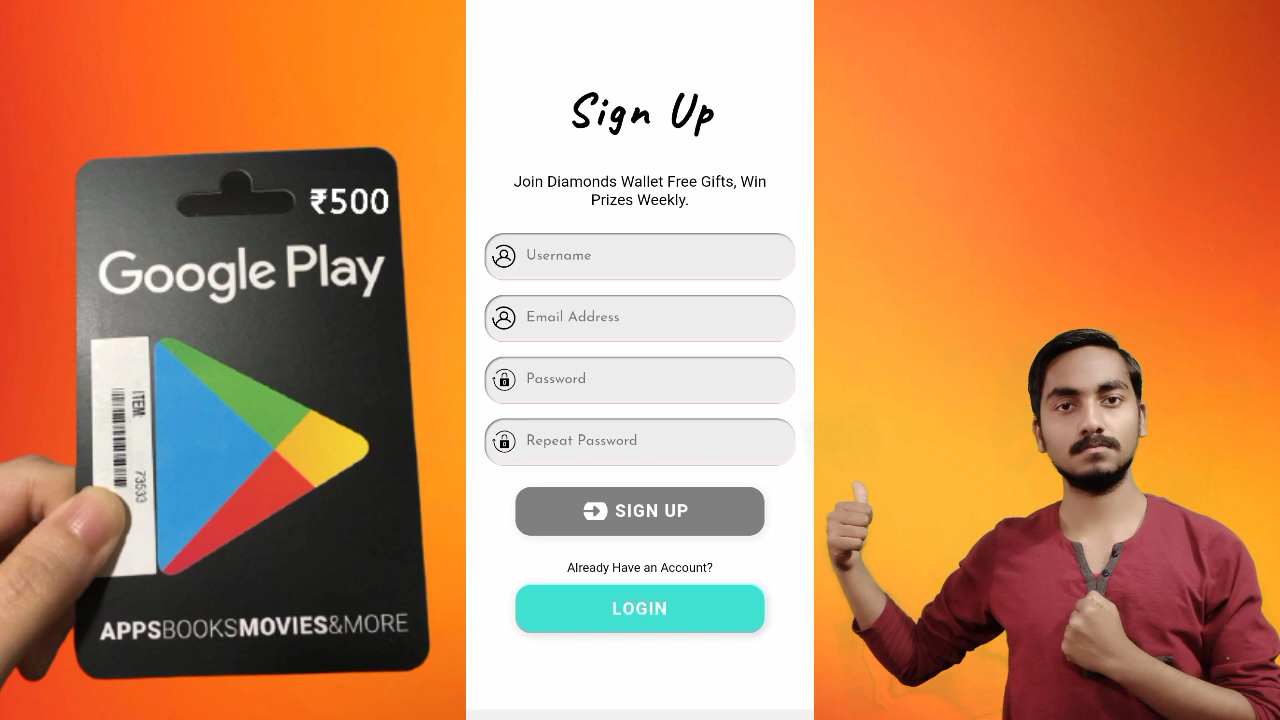 ₹500
Google Play
ITEM
73533
APPSBOOKSMOVIES&MORE
Sign Up
Join Diamonds Wallet Free Gifts, Win
Prizes Weekly.
Username
Email Address
Password
Repeat Password
SIGN UP
Already Have an Account?
LOGIN